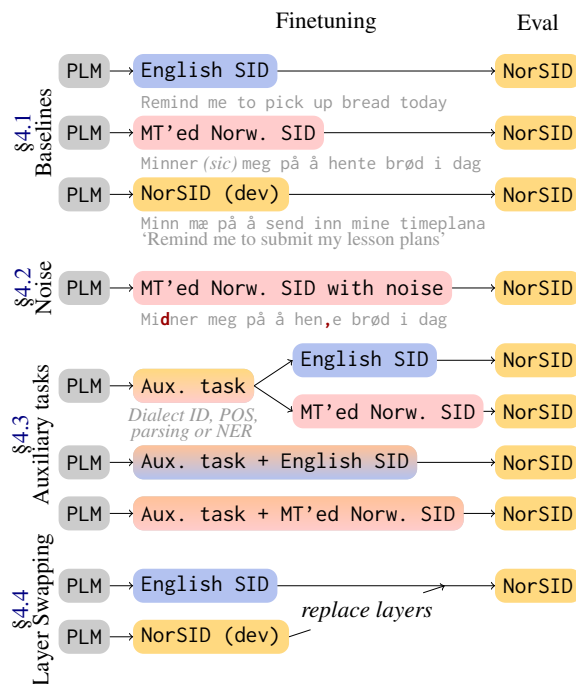 Finetuning Eval
§4.1
Baselines
PLM English SID NorSID
Remind me to pick up bread today
PLM MT'ed Norw. SID NorSID
Minner (sic) meg på å hente brød i dag
PLM NorSID (dev) NorSID
Minn mæ på å send inn mine timeplana
‘Remind me to submit my lesson plans’
§4.2
Noise
PLM MT'ed Norw. SID with noise NorSID
Midner meg på å hen,e brød i dag
§4.3
Auxiliary tasks
English SID NorSID
PLM Aux. task
MT'ed Norw. SID NorSID
Dialect ID, POS,
parsing or NER
PLM Aux. task + English SID NorSID
PLM Aux. task + MT'ed Norw. SID NorSID
§4.4
Layer Swapping
PLM English SID NorSID
replace layers
PLM NorSID (dev)